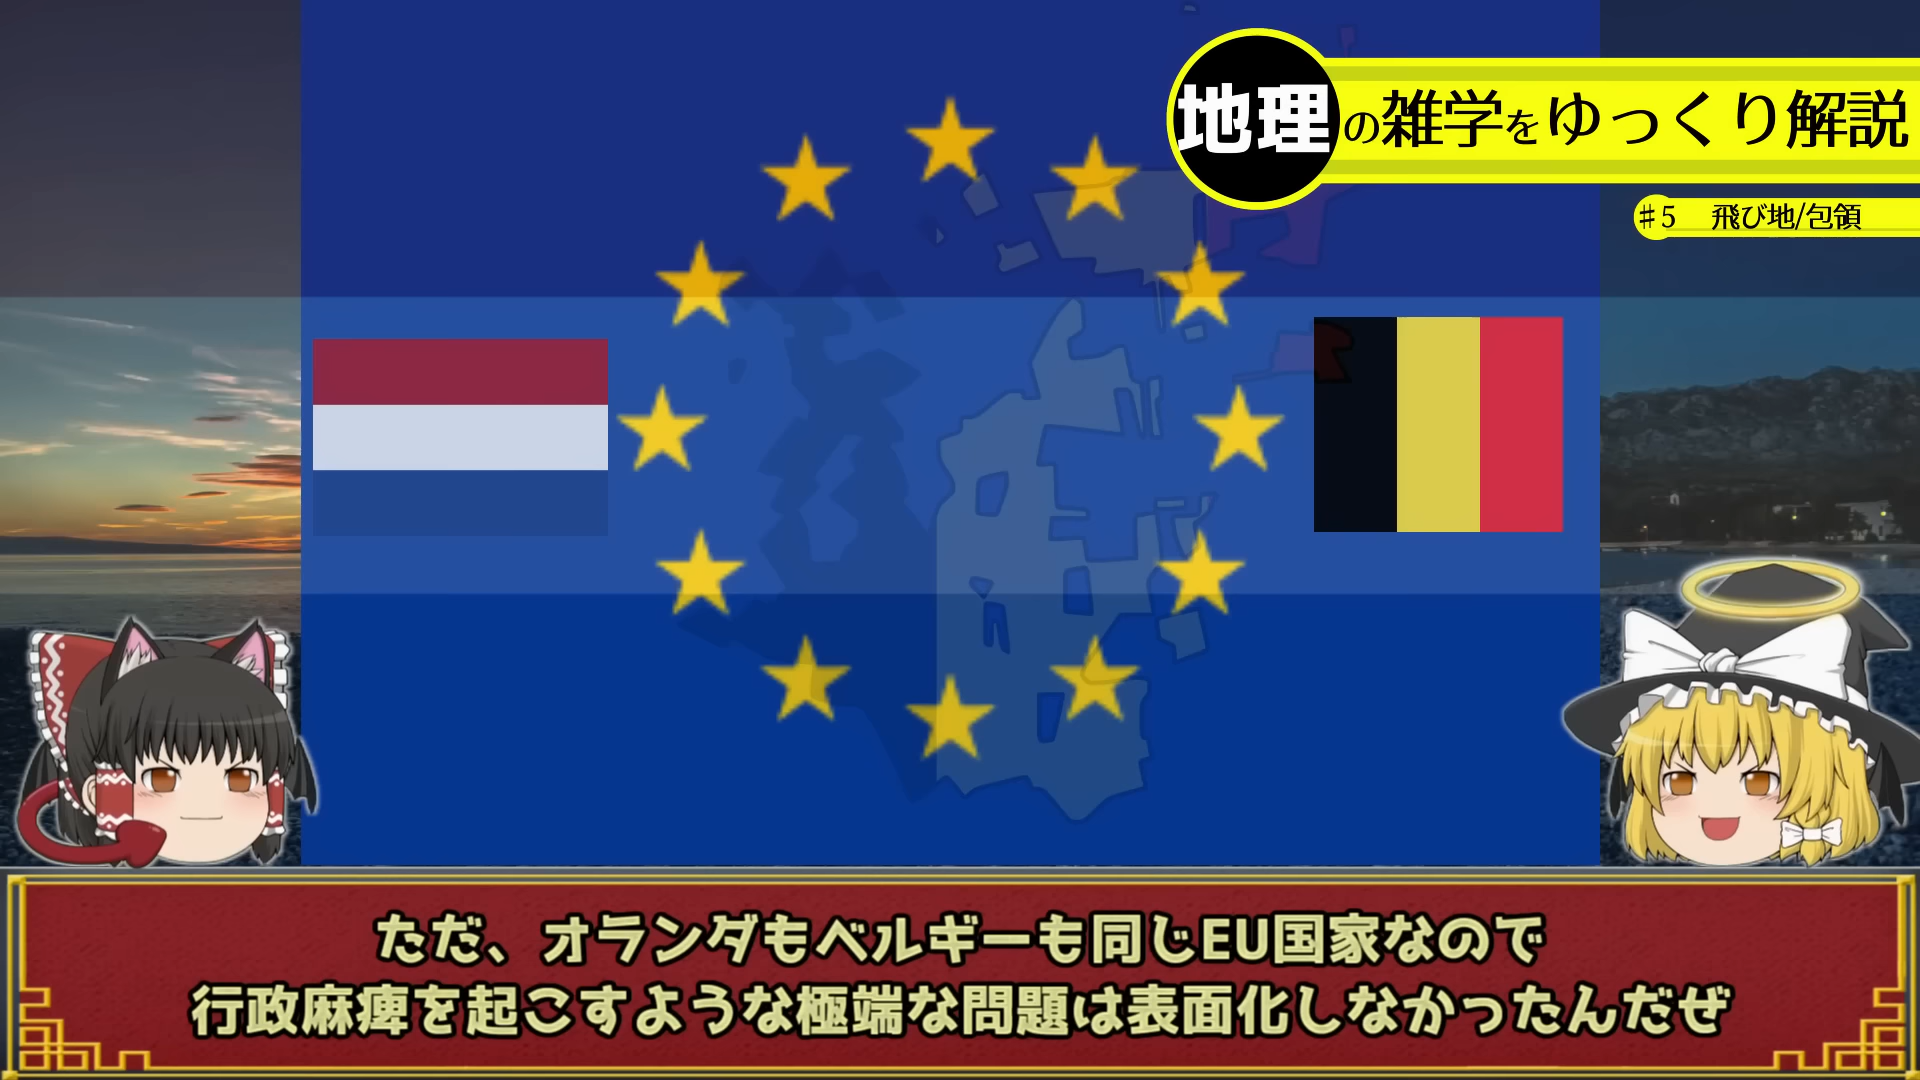 地理の雑学をゆっくり解説
♯5 飛び地/包領
ただ、オランダもベルギーも同じEU国家なので
行政麻痺を起こすような極端な問題は表面化しなかったんだぜ